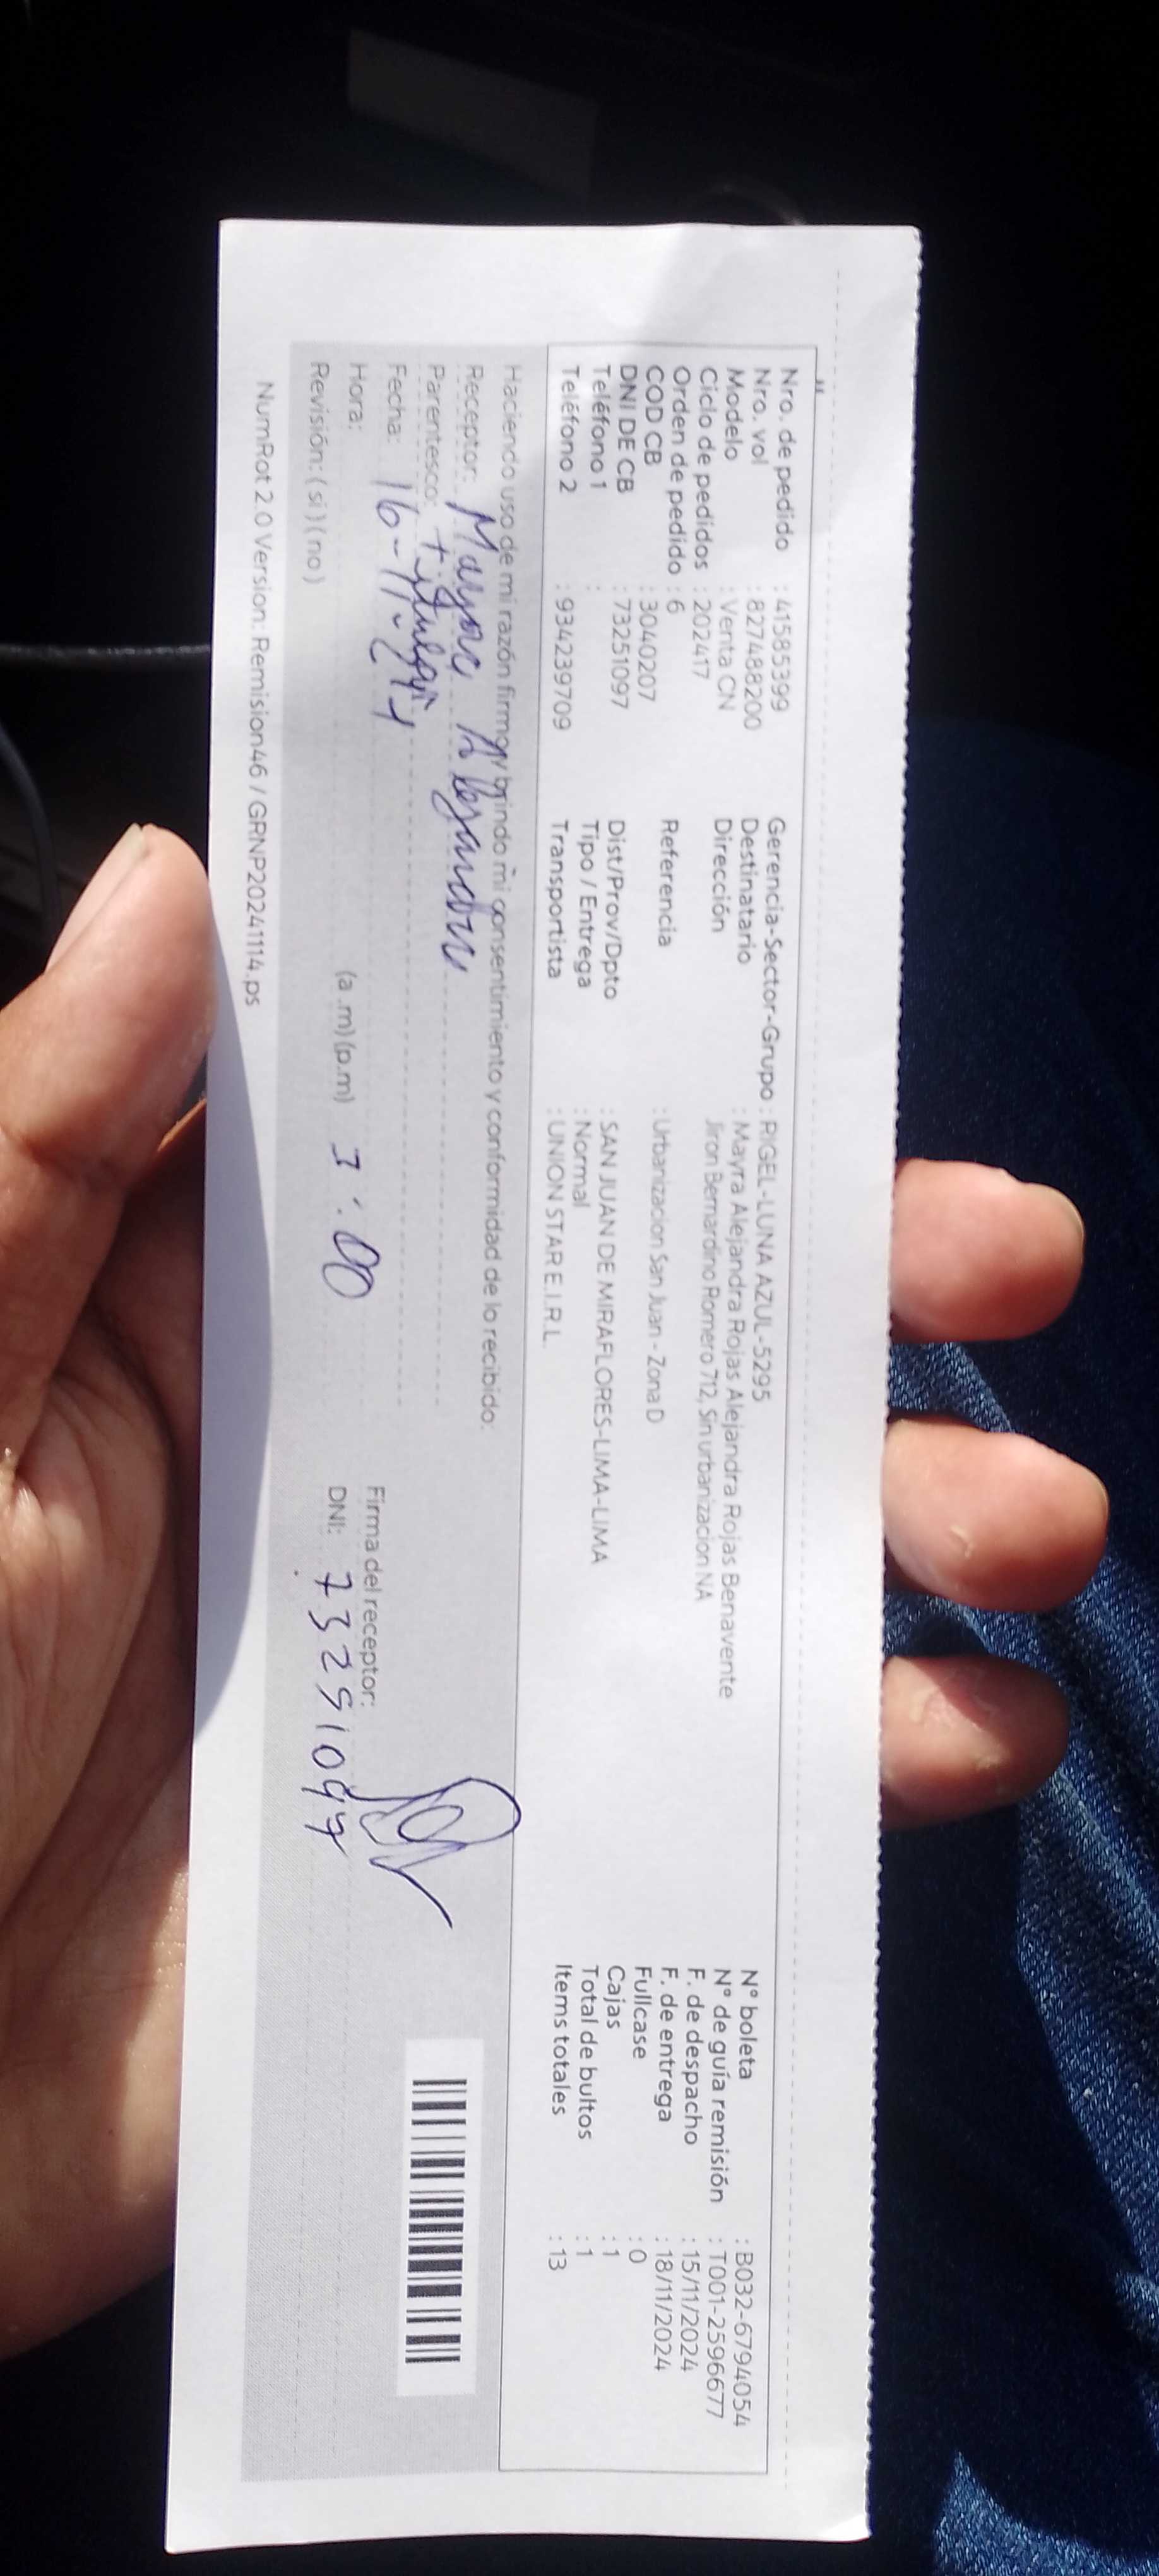 Nro. de pedido : 41585399
Nro. vol : 827488200
Modelo : Venta CN
Ciclo de pedidos : 202417
Orden de pedido : 6
COD CB : 3040207
DNI DE CB : 73251097
Teléfono 1 :
Teléfono 2 : 934239709
Gerencia-Sector-Grupo : RIGEL-LUNA AZUL-5295
Destinatario : Mayra Alejandra Rojas Alejandra Rojas Benavente
Dirección Jiron Bernardino Romero 712, Sin urbanizacion NA
Referencia : Urbanizacion San Juan - Zona D
Dist/Prov/Dpto : SAN JUAN DE MIRAFLORES-LIMA-LIMA
Tipo / Entrega : Normal
Transportista : UNION STAR E.I.R.L.
N° boleta : B032-6794054
N° de guía remisión : T001-2596677
F. de despacho : 15/11/2024
F. de entrega : 18/11/2024
Fullcase : 0
Cajas : 1
Total de bultos : 1
Items totales : 13
Haciendo uso de mi razón firmo y brindo mi consentimiento y conformidad de lo recibido:
Receptor: Mayra Alejandra
Parentesco:
Fecha: 16-11-24
Hora: (a.m) (p.m) 3:00
Revisión: (si) (no)
Firma del receptor:
DNI: 73251097
NumRot 2.0 Version: Remision46 / GRNP20241114.ps